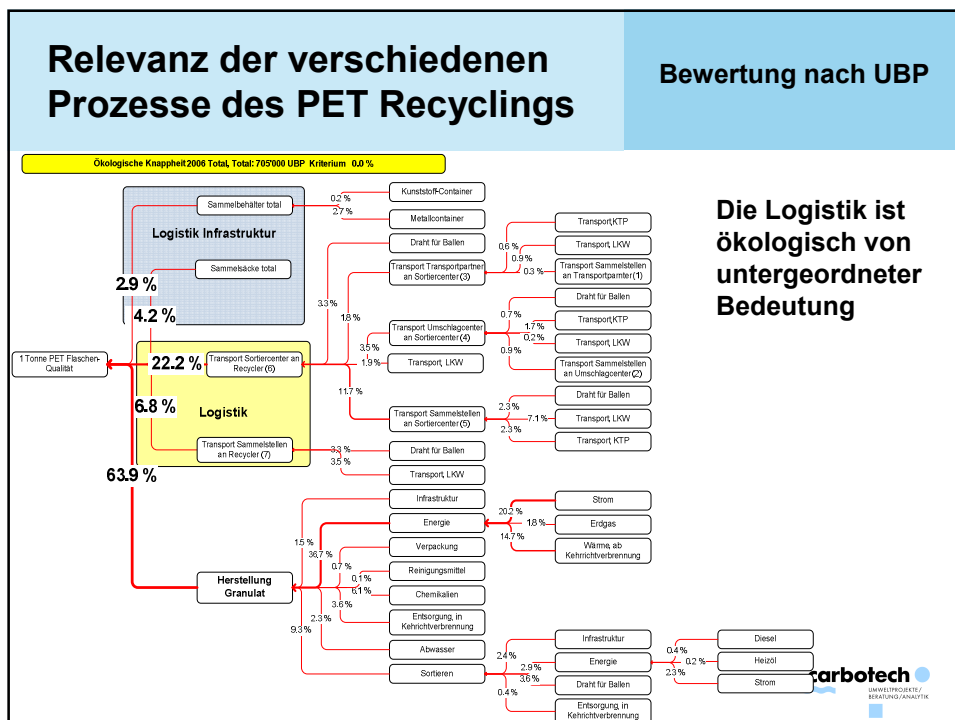 Relevanz der verschiedenen
Prozesse des PET Recyclings
Bewertung nach UBP
Ökologische Knappheit 2006 Total, Total: 705'000 UBP Kriterium 0.0 %
Die Logistik ist
ökologisch von
untergeordneter
Bedeutung
1 Tonne PET Flaschen-
Qualität
2.9 %
4.2 %
22.2 %
6.8 %
63.9 %
Sammelbehälter total
Logistik Infrastruktur
Sammelsäcke total
0.2 %
2.7 %
Kunststoff-Container
Metallcontainer
Transport Sortiercenter an
Recycler (6)
Logistik
Transport Sammelstellen
an Recycler (7)
3.3 %
1.8 %
3.5 %
1.9 %
11.7 %
Draht für Ballen
Transport Transportpartner
an Sortiercenter (3)
0.6 %
0.9 %
0.3 %
Transport, KTP
Transport, LKW
Transport Sammelstellen
an Transportparnter (1)
Transport Umschlagcenter
an Sortiercenter (4)
0.7 %
1.7 %
0.2 %
0.9 %
Draht für Ballen
Transport, KTP
Transport, LKW
Transport Sammelstellen
an Umschlagcenter (2)
Transport, LKW
Transport Sammelstellen
an Sortiercenter (5)
2.3 %
7.1 %
2.3 %
Draht für Ballen
Transport, LKW
Transport, KTP
3.3 %
3.5 %
Draht für Ballen
Transport, LKW
Herstellung
Granulat
1.5 %
36.7 %
0.7 %
0.1 %
6.1 %
3.6 %
2.3 %
9.3 %
Infrastruktur
Energie
Verpackung
Reinigungsmittel
Chemikalien
Entsorgung, in
Kehrichtverbrennung
Abwasser
Sortieren
20.2 %
1.8 %
14.7 %
Strom
Erdgas
Wärme, ab
Kehrrichtverbrennung
2.4 %
2.9 %
3.6 %
0.4 %
Infrastruktur
Energie
Draht für Ballen
Entsorgung, in
Kehrichtverbrennung
0.4 %
0.2 %
2.3 %
Diesel
Heizöl
Strom
carbotech
UMWELTPROJEKTE/
BERATUNG/ANALYTIK